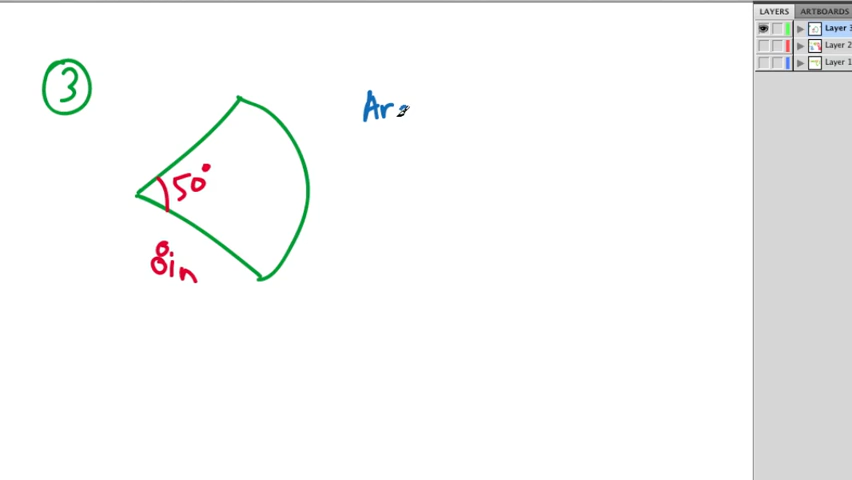 LAYERS ARTBOARDS
Layer 3
Layer 2
Layer 1
3
Ar
50°
8in